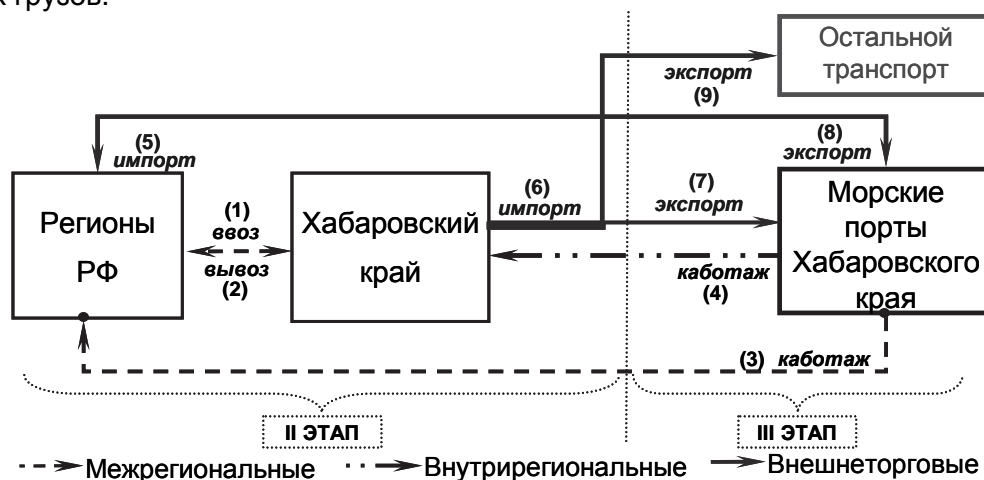 х грузов.
Остальной
транспорт
экспорт
(9)
(5)
импорт
(8)
экспорт
Регионы
РФ
(1)
ввоз
вывоз
(2)
Хабаровский
край
(6)
импорт
(7)
экспорт
каботаж
(4)
Морские
порты
Хабаровского
края
(3) каботаж
II ЭТАП
III ЭТАП
Межрегиональные
Внутрирегиональные
Внешнеторговые